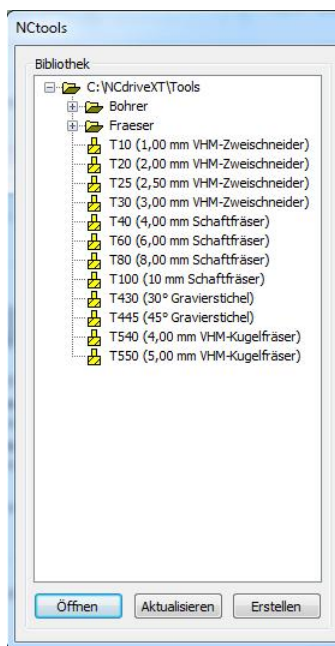 NCtools
Bibliothek
C:\NCdriveXT\Tools
Bohrer
Fraeser
T10 (1,00 mm VHM-Zweischneider)
T20 (2,00 mm VHM-Zweischneider)
T25 (2,50 mm VHM-Zweischneider)
T30 (3,00 mm VHM-Zweischneider)
T40 (4,00 mm Schaftfräser)
T60 (6,00 mm Schaftfräser)
T80 (8,00 mm Schaftfräser)
T100 (10 mm Schaftfräser)
T430 (30° Gravierstichel)
T445 (45° Gravierstichel)
T540 (4,00 mm VHM-Kugelfräser)
T550 (5,00 mm VHM-Kugelfräser)
Öffnen Aktualisieren Erstellen